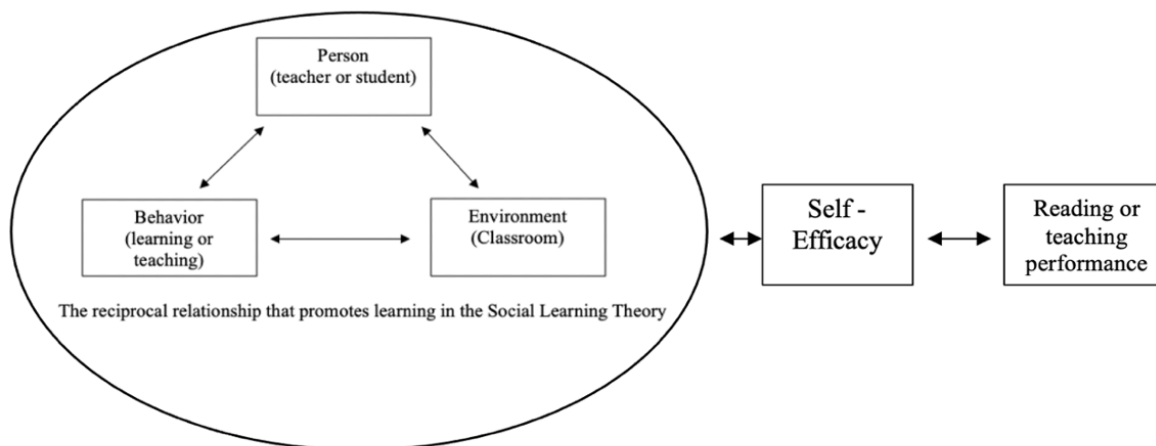 Person
(teacher or student)
Behavior
(learning or
teaching)
Environment
(Classroom)
The reciprocal relationship that promotes learning in the Social Learning Theory
Self -
Efficacy
Reading or
teaching
performance